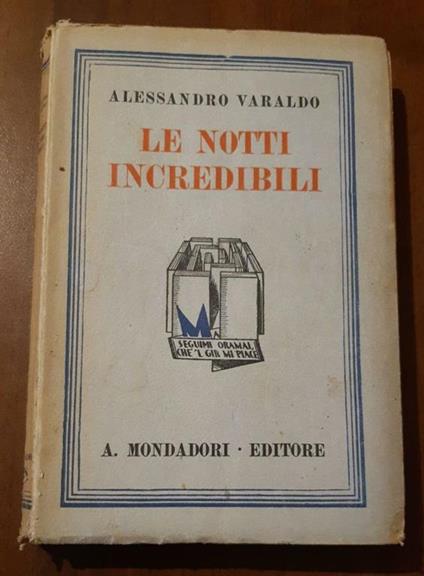 ALESSANDRO VARALDO
LE NOTTI
INCREDIBILI
M
SEGUIMI ORAMAI,
CHE 'L GIR MI PIACE
A. MONDADORI · EDITORE